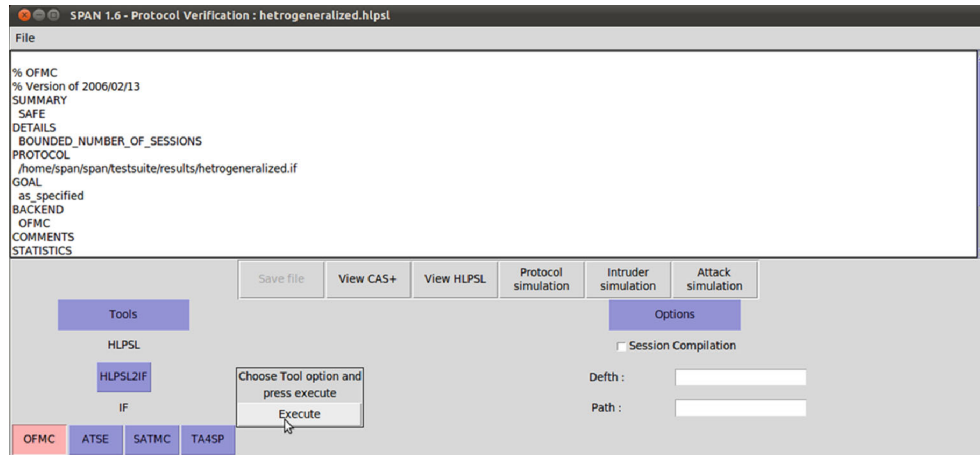 SPAN 1.6 - Protocol Verification : hetrogeneralized.hlpsl
File
% OFMC
% Version of 2006/02/13
SUMMARY
SAFE
DETAILS
BOUNDED_NUMBER_OF_SESSIONS
PROTOCOL
/home/span/span/testsuite/results/hetrogeneralized.if
GOAL
as_specified
BACKEND
OFMC
COMMENTS
STATISTICS
Save file
View CAS+
View HLPSL
Protocol
simulation
Intruder
simulation
Attack
simulation
Tools
Options
HLPSL
Session Compilation
HLPSL2IF
Choose Tool option and
press execute
Execute
Defth :
IF
Path :
OFMC
ATSE
SATMC
TA4SP